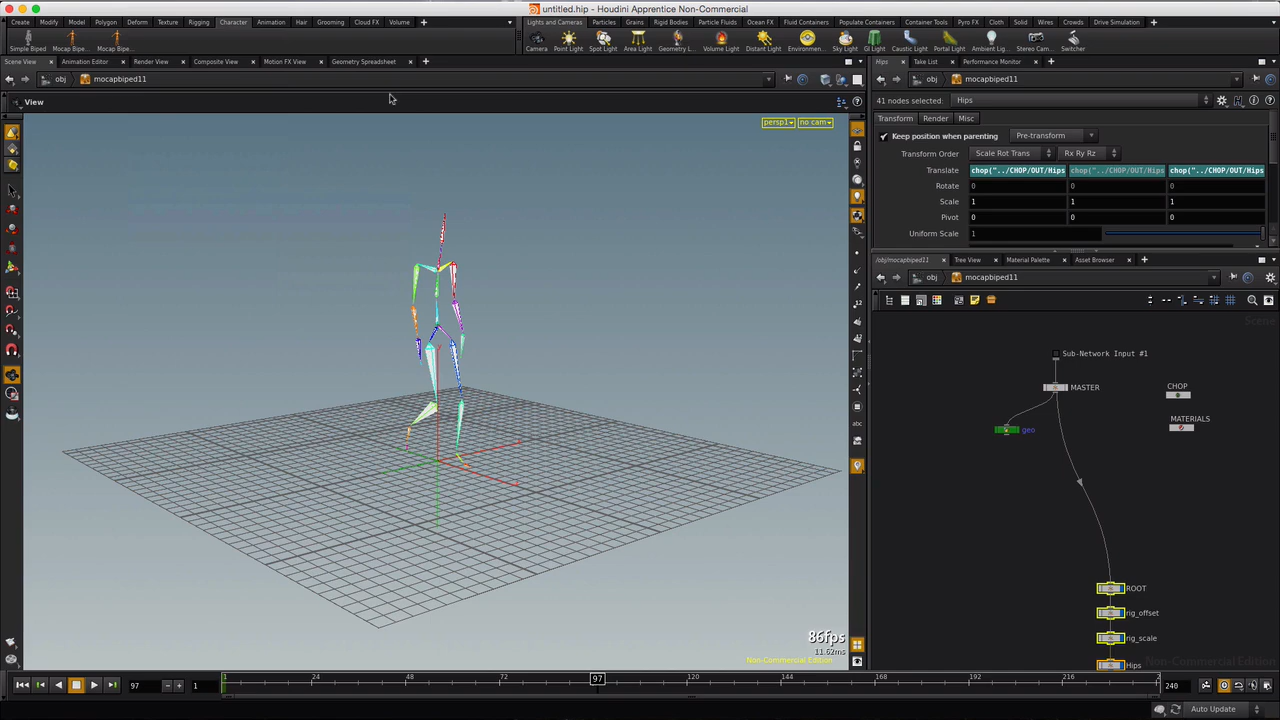 untitled.hip - Houdini Apprentice Non-Commercial
Create Modify Model Polygon Deform Texture Rigging Character Animation Hair Grooming Cloud FX Volume
Lights and Cameras Particles Grains Rigid Bodies Particle Fluids Ocean FX Fluid Containers Populate Containers Container Tools Pyro FX Cloth Solid Wires Crowds Drive Simulation
Simple Biped Mocap Bipe... Mocap Bipe...
Camera Point Light Spot Light Area Light Geometry L... Volume Light Distant Light Environmen... Sky Light GI Light Caustic Light Portal Light Ambient Lig... Stereo Cam... Switcher
Scene View Animation Editor Render View Composite View Motion FX View Geometry Spreadsheet
Hips Take List Performance Monitor
obj mocapbiped11
obj mocapbiped11
View
41 nodes selected: Hips
persp1 no cam
Transform Render Misc
Keep position when parenting Pre-transform
Transform Order Scale Rot Trans Rx Ry Rz
Translate chop("../CHOP/OUT/Hips chop("../CHOP/OUT/Hips chop("../CHOP/OUT/Hips
Rotate 0 0 0
Scale 1 1 1
Pivot 0 0 0
Uniform Scale 1
/obj/mocapbiped11 Tree View Material Palette Asset Browser
obj mocapbiped11
Scene
Sub-Network Input #1
MASTER
CHOP
MATERIALS
geo
ROOT
rig_offset
rig_scale
Hips
Non-Commercial Edition
86fps
11.62ms
Non-Commercial Edition
97 1 1 24 48 72 97 120 144 168 192 216 2 240
Auto Update